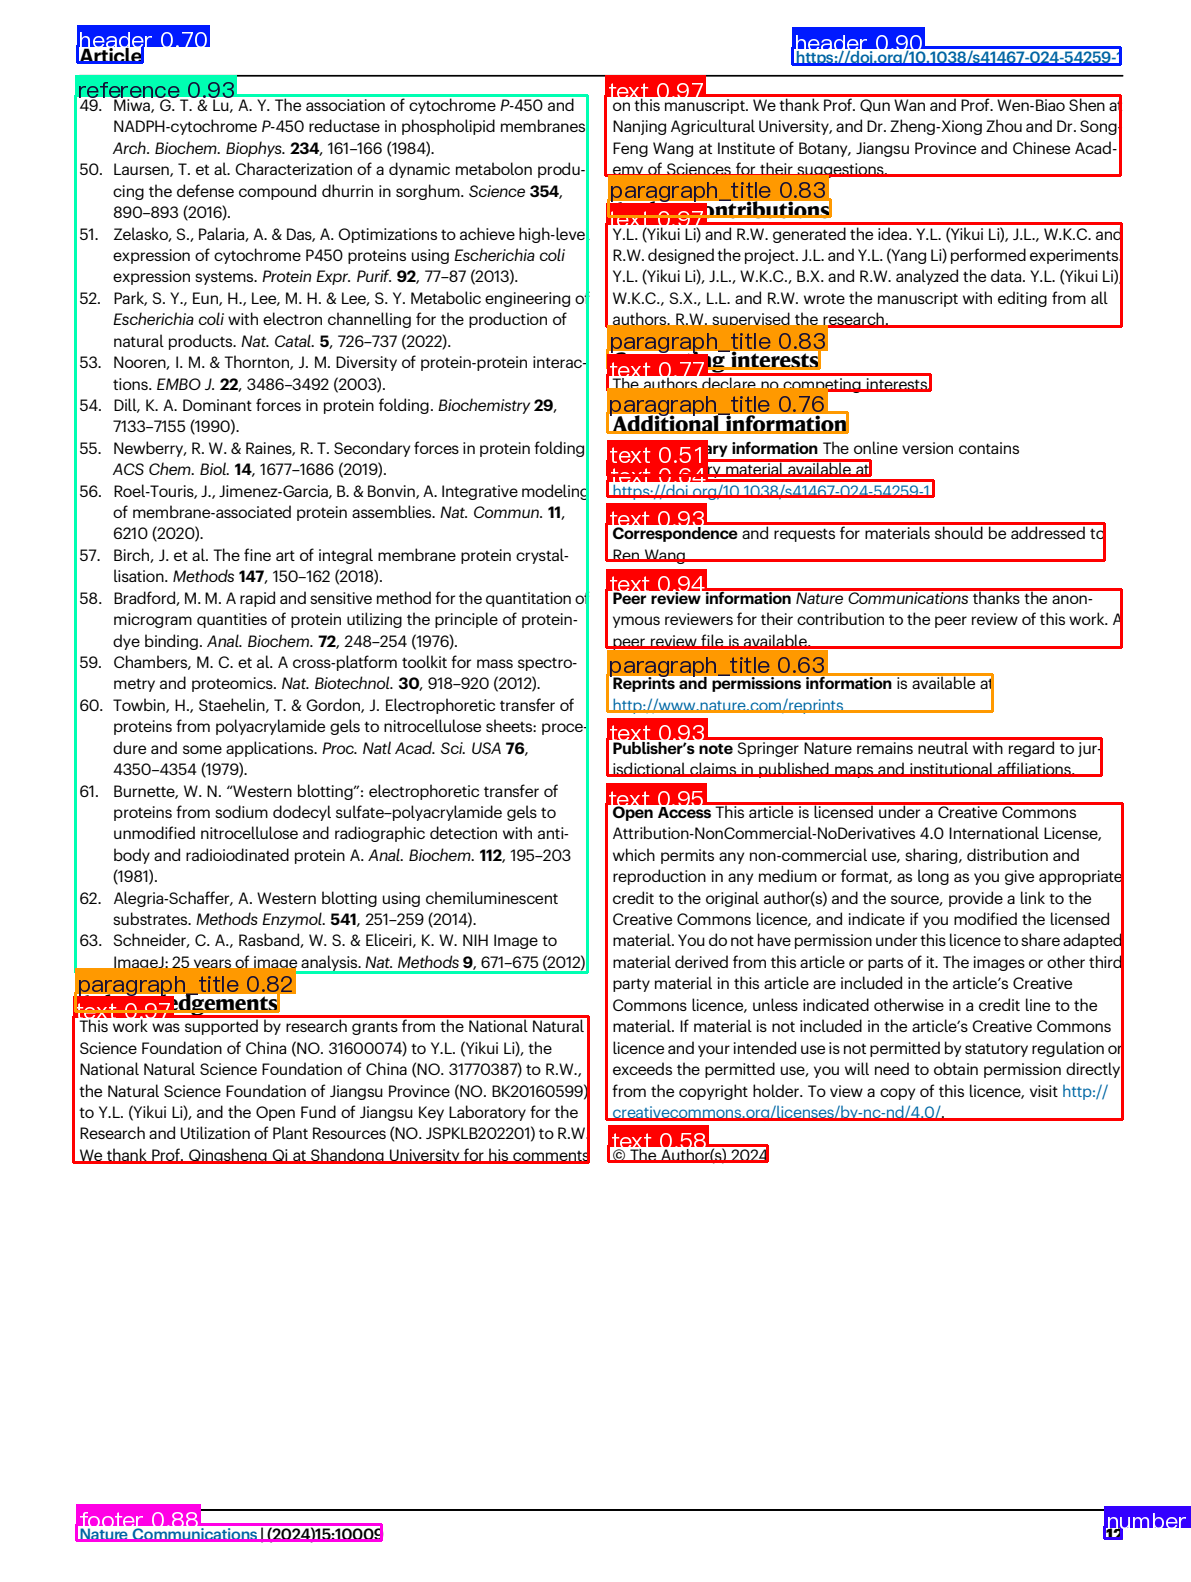 header 0.70
Article
header 0.90
https://doi.org/10.1038/s41467-024-54259-1
reference 0.93
49. Miwa, G. T. & Lu, A. Y. The association of cytochrome P-450 and
NADPH-cytochrome P-450 reductase in phospholipid membranes
Arch. Biochem. Biophys. 234, 161–166 (1984).
50. Laursen, T. et al. Characterization of a dynamic metabolon produ-
cing the defense compound dhurrin in sorghum. Science 354,
890–893 (2016).
51. Zelasko, S., Palaria, A. & Das, A. Optimizations to achieve high-leve
expression of cytochrome P450 proteins using Escherichia coli
expression systems. Protein Expr. Purif. 92, 77–87 (2013).
52. Park, S. Y., Eun, H., Lee, M. H. & Lee, S. Y. Metabolic engineering of
Escherichia coli with electron channelling for the production of
natural products. Nat. Catal. 5, 726–737 (2022).
53. Nooren, I. M. & Thornton, J. M. Diversity of protein-protein interac-
tions. EMBO J. 22, 3486–3492 (2003).
54. Dill, K. A. Dominant forces in protein folding. Biochemistry 29,
7133–7155 (1990).
55. Newberry, R. W. & Raines, R. T. Secondary forces in protein folding
ACS Chem. Biol. 14, 1677–1686 (2019).
56. Roel-Touris, J., Jimenez-Garcia, B. & Bonvin, A. Integrative modeling
of membrane-associated protein assemblies. Nat. Commun. 11,
6210 (2020).
57. Birch, J. et al. The fine art of integral membrane protein crystal-
lisation. Methods 147, 150–162 (2018).
58. Bradford, M. M. A rapid and sensitive method for the quantitation of
microgram quantities of protein utilizing the principle of protein-
dye binding. Anal. Biochem. 72, 248–254 (1976).
59. Chambers, M. C. et al. A cross-platform toolkit for mass spectro-
metry and proteomics. Nat. Biotechnol. 30, 918–920 (2012).
60. Towbin, H., Staehelin, T. & Gordon, J. Electrophoretic transfer of
proteins from polyacrylamide gels to nitrocellulose sheets: proce-
dure and some applications. Proc. Natl Acad. Sci. USA 76,
4350–4354 (1979).
61. Burnette, W. N. “Western blotting”: electrophoretic transfer of
proteins from sodium dodecyl sulfate–polyacrylamide gels to
unmodified nitrocellulose and radiographic detection with anti-
body and radioiodinated protein A. Anal. Biochem. 112, 195–203
(1981).
62. Alegria-Schaffer, A. Western blotting using chemiluminescent
substrates. Methods Enzymol. 541, 251–259 (2014).
63. Schneider, C. A., Rasband, W. S. & Eliceiri, K. W. NIH Image to
ImageJ: 25 years of image analysis. Nat. Methods 9, 671–675 (2012)
paragraph_title 0.82
edgements
text 0.97
This work was supported by research grants from the National Natural
Science Foundation of China (NO. 31600074) to Y.L. (Yikui Li), the
National Natural Science Foundation of China (NO. 31770387) to R.W.,
the Natural Science Foundation of Jiangsu Province (NO. BK20160599)
to Y.L. (Yikui Li), and the Open Fund of Jiangsu Key Laboratory for the
Research and Utilization of Plant Resources (NO. JSPKLB202201) to R.W.
We thank Prof. Qingsheng Qi at Shandong University for his comments
text 0.97
on this manuscript. We thank Prof. Qun Wan and Prof. Wen-Biao Shen at
Nanjing Agricultural University, and Dr. Zheng-Xiong Zhou and Dr. Song-
Feng Wang at Institute of Botany, Jiangsu Province and Chinese Acad-
emy of Sciences for their suggestions.
paragraph_title 0.83
ontributions
text 0.97
Y.L. (Yikui Li) and R.W. generated the idea. Y.L. (Yikui Li), J.L., W.K.C. and
R.W. designed the project. J.L. and Y.L. (Yang Li) performed experiments.
Y.L. (Yikui Li), J.L., W.K.C., B.X. and R.W. analyzed the data. Y.L. (Yikui Li)
W.K.C., S.X., L.L. and R.W. wrote the manuscript with editing from all
authors. R.W. supervised the research.
paragraph_title 0.83
g interests
text 0.77
The authors declare no competing interests.
paragraph_title 0.76
Additional information
text 0.51
ary information The online version contains
ry material available at
https://doi.org/10.1038/s41467-024-54259-1.
text 0.93
Correspondence and requests for materials should be addressed to
Ren Wang.
text 0.94
Peer review information Nature Communications thanks the anon-
ymous reviewers for their contribution to the peer review of this work. A
peer review file is available.
paragraph_title 0.63
Reprints and permissions information is available at
http://www.nature.com/reprints
text 0.93
Publisher’s note Springer Nature remains neutral with regard to jur-
isdictional claims in published maps and institutional affiliations.
text 0.95
Open Access This article is licensed under a Creative Commons
Attribution-NonCommercial-NoDerivatives 4.0 International License,
which permits any non-commercial use, sharing, distribution and
reproduction in any medium or format, as long as you give appropriate
credit to the original author(s) and the source, provide a link to the
Creative Commons licence, and indicate if you modified the licensed
material. You do not have permission under this licence to share adapted
material derived from this article or parts of it. The images or other third
party material in this article are included in the article’s Creative
Commons licence, unless indicated otherwise in a credit line to the
material. If material is not included in the article’s Creative Commons
licence and your intended use is not permitted by statutory regulation or
exceeds the permitted use, you will need to obtain permission directly
from the copyright holder. To view a copy of this licence, visit http://
creativecommons.org/licenses/by-nc-nd/4.0/.
text 0.58
© The Author(s) 2024
footer 0.88
Nature Communications | (2024)15:10009
number
12